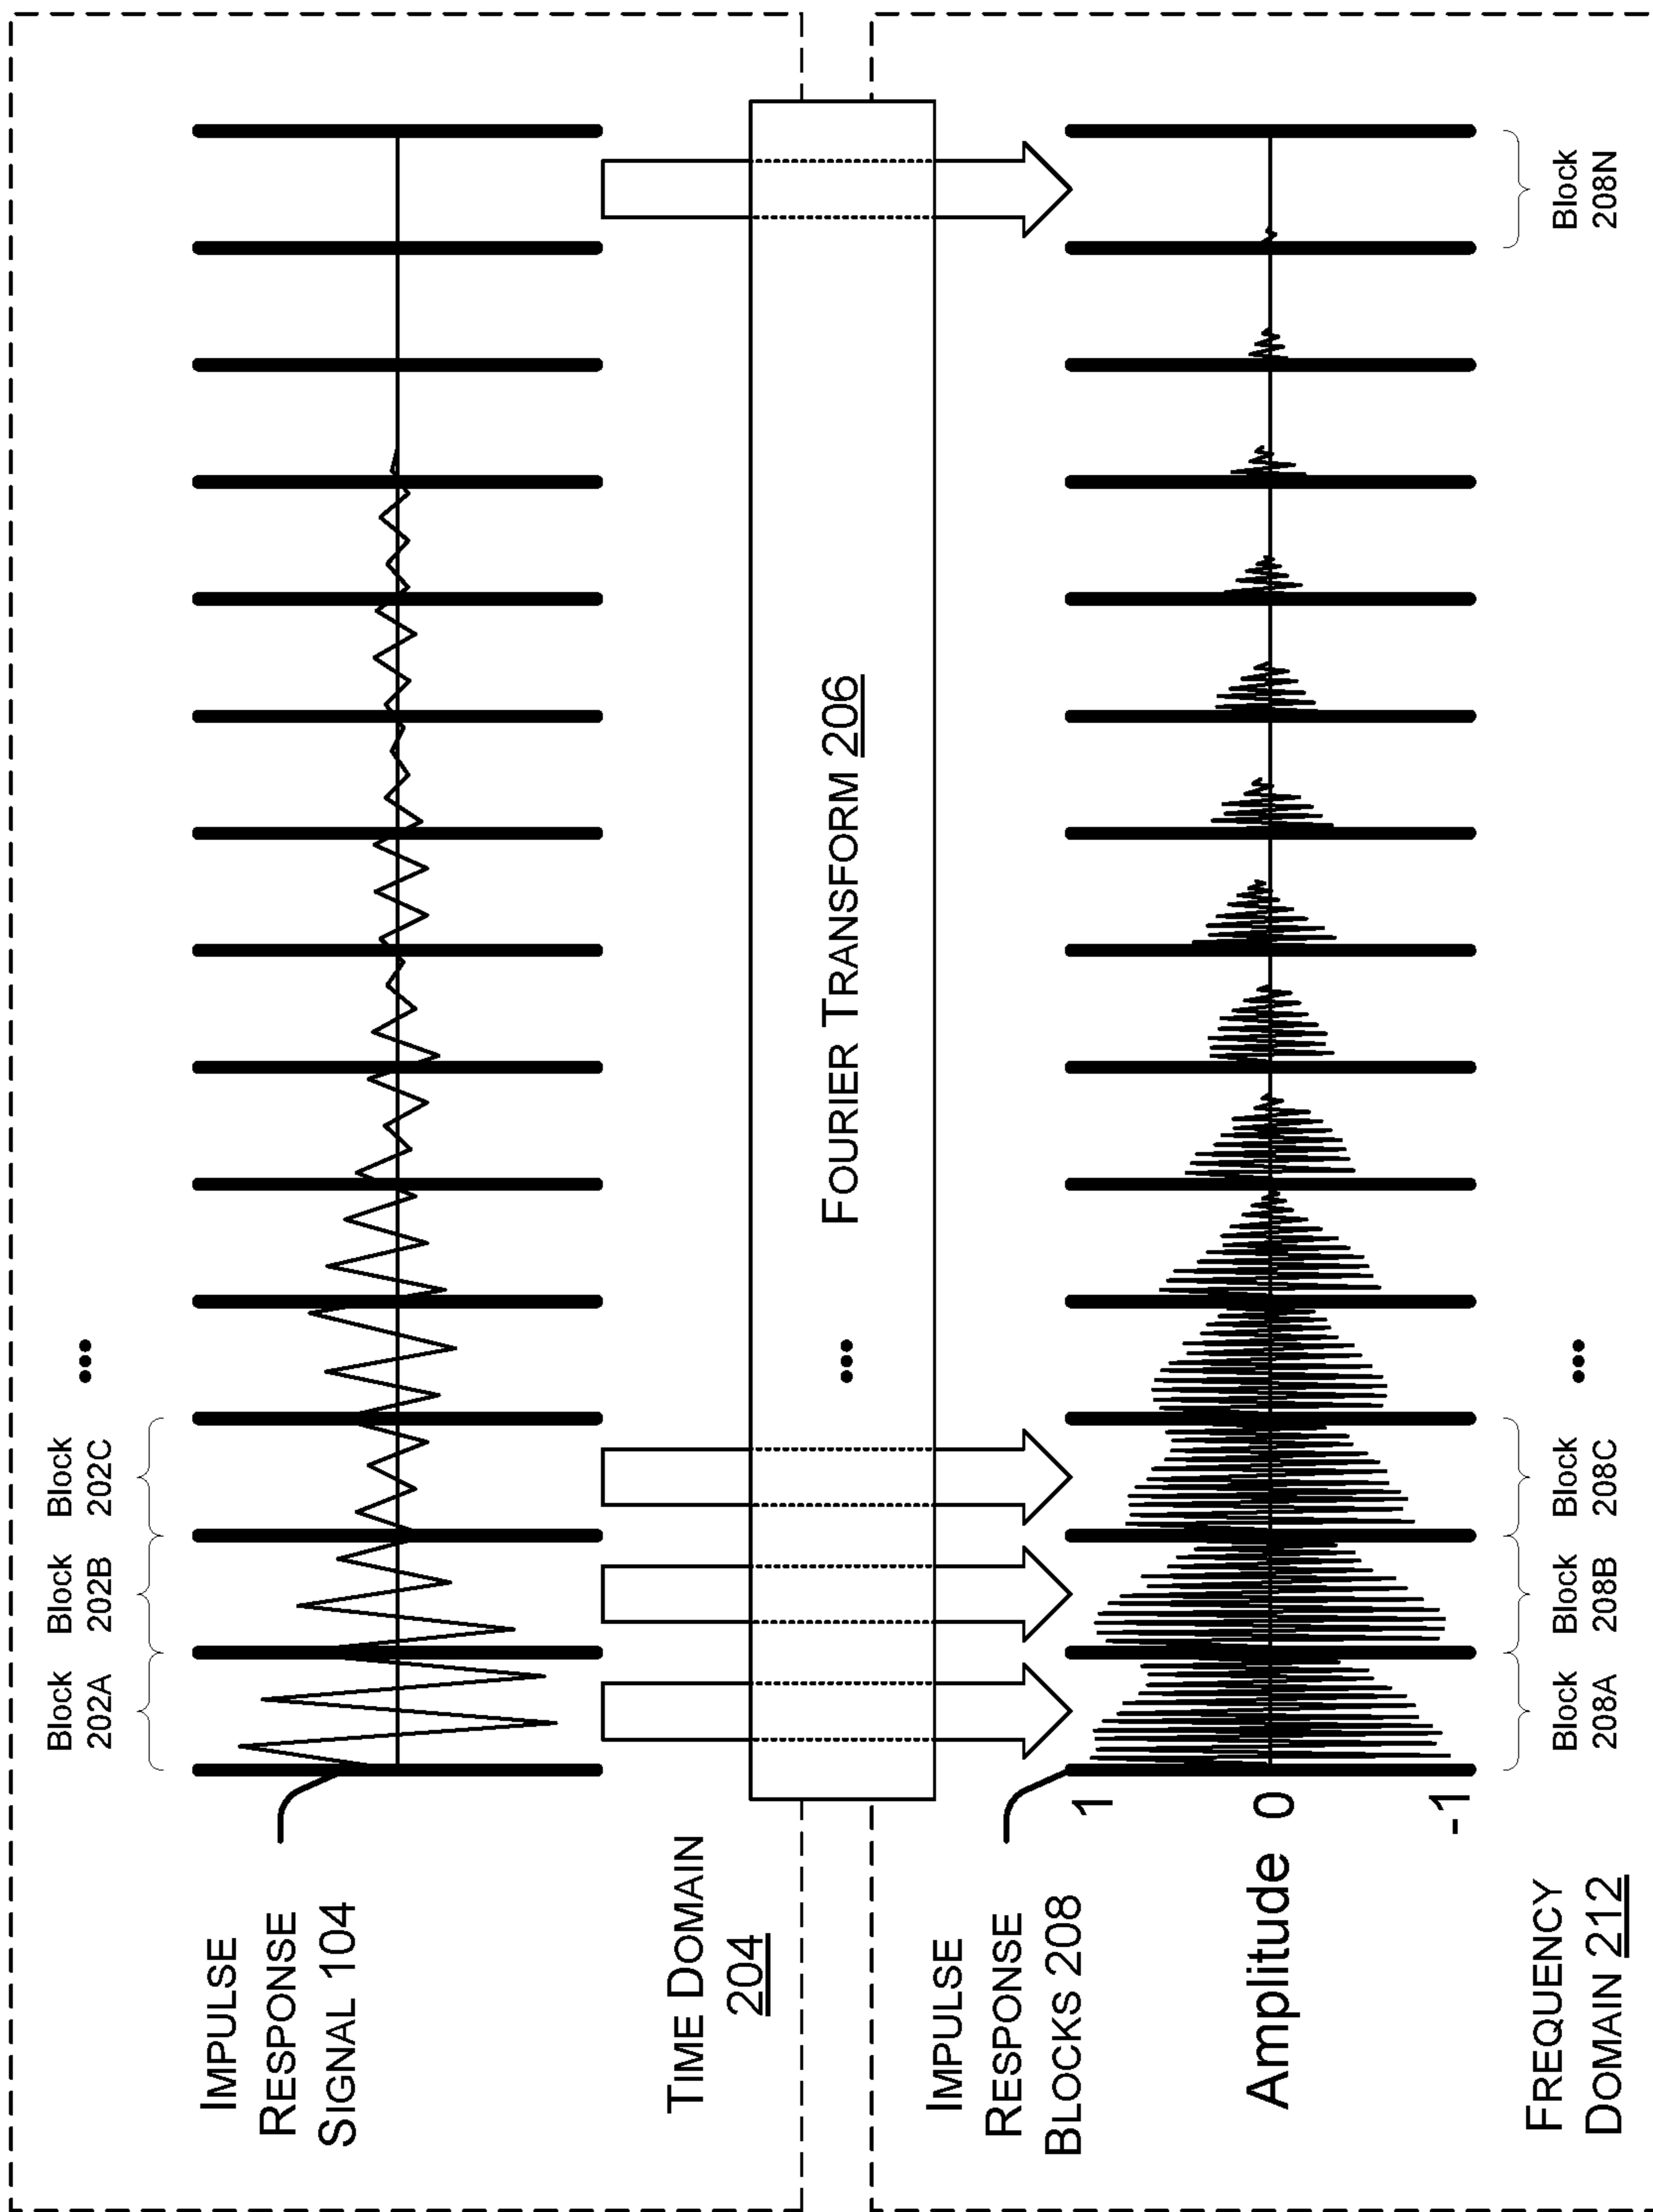 Block
202A
Block
202B
Block
202C
•••
IMPULSE
RESPONSE
SIGNAL 104
TIME DOMAIN
204
••• FOURIER TRANSFORM 206
IMPULSE
RESPONSE
BLOCKS 208
1
Amplitude 0
-1
Block
208A
Block
208B
Block
208C
•••
Block
208N
FREQUENCY
DOMAIN 212